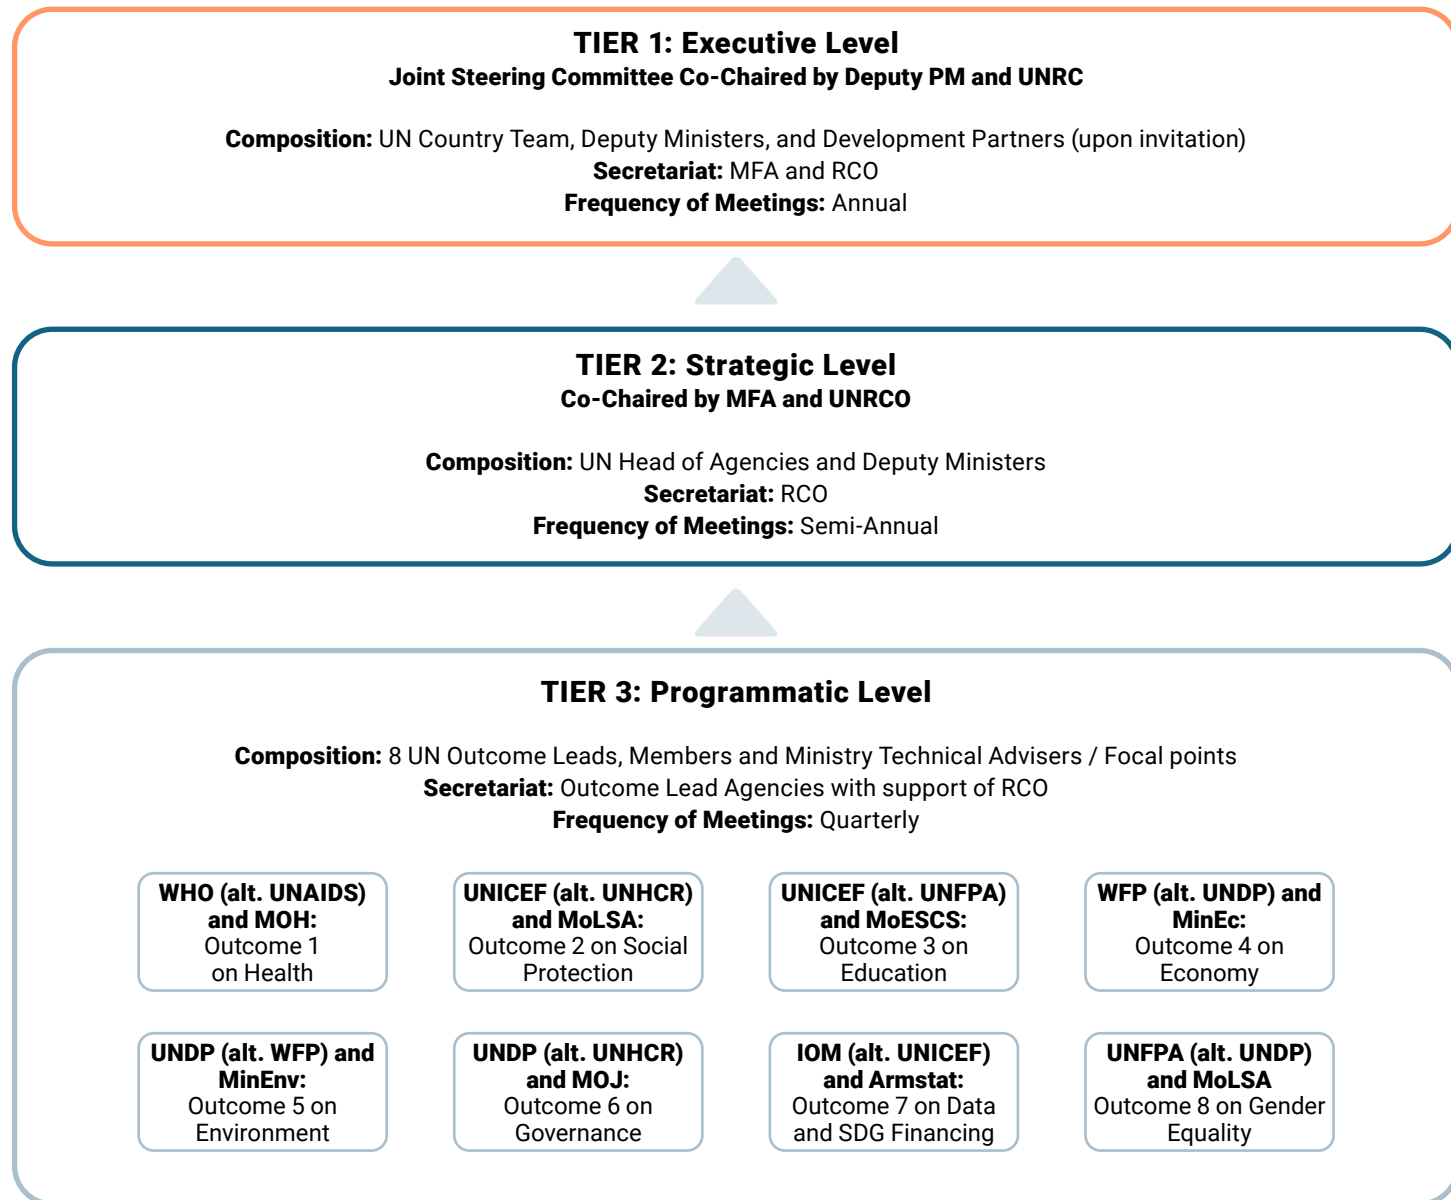 TIER 1: Executive Level
Joint Steering Committee Co-Chaired by Deputy PM and UNRC
Composition: UN Country Team, Deputy Ministers, and Development Partners (upon invitation)
Secretariat: MFA and RCO
Frequency of Meetings: Annual
TIER 2: Strategic Level
Co-Chaired by MFA and UNRCO
Composition: UN Head of Agencies and Deputy Ministers
Secretariat: RCO
Frequency of Meetings: Semi-Annual
TIER 3: Programmatic Level
Composition: 8 UN Outcome Leads, Members and Ministry Technical Advisers / Focal points
Secretariat: Outcome Lead Agencies with support of RCO
Frequency of Meetings: Quarterly
WHO (alt. UNAIDS)
and MOH:
Outcome 1
on Health
UNICEF (alt. UNHCR)
and MoLSA:
Outcome 2 on Social
Protection
UNICEF (alt. UNFPA)
and MoESCS:
Outcome 3 on
Education
WFP (alt. UNDP) and
MinEc:
Outcome 4 on
Economy
UNDP (alt. WFP) and
MinEnv:
Outcome 5 on
Environment
UNDP (alt. UNHCR)
and MOJ:
Outcome 6 on
Governance
IOM (alt. UNICEF)
and Armstat:
Outcome 7 on Data
and SDG Financing
UNFPA (alt. UNDP)
and MoLSA
Outcome 8 on Gender
Equality